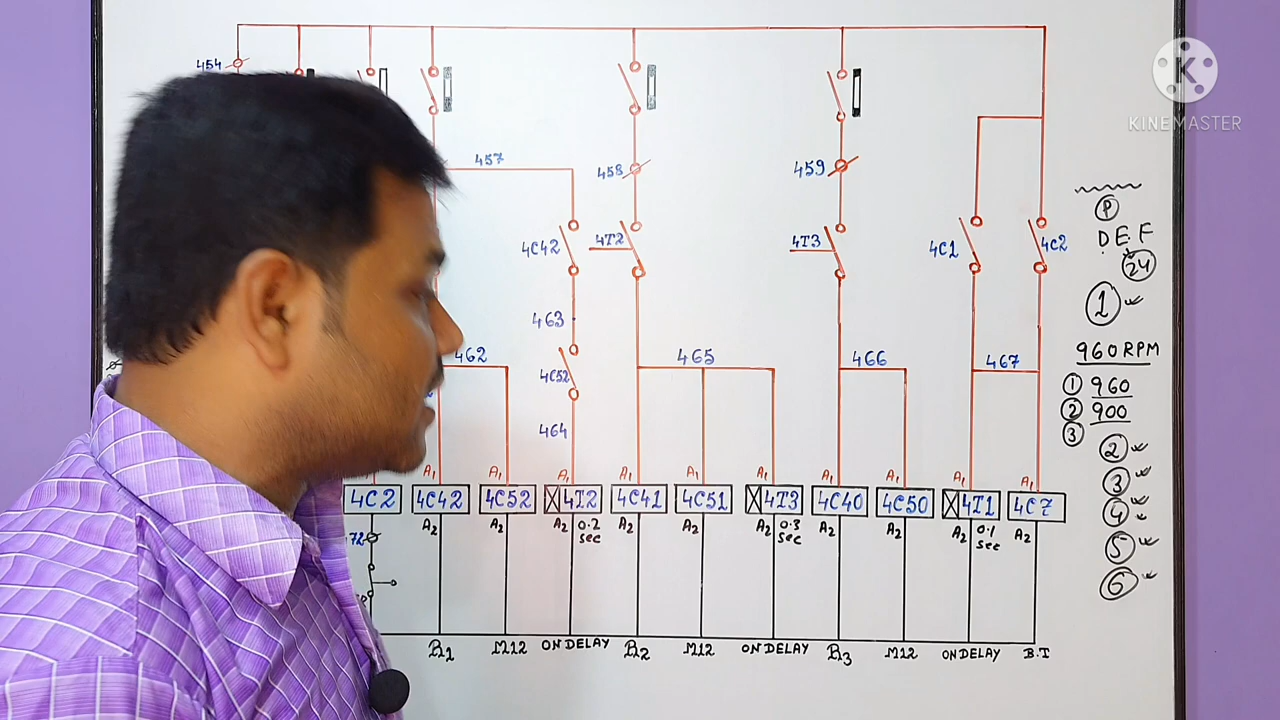 KINEMASTER
K
454
457
458
459
P
D E F
24
1
4C42
4T2
4T3
4C1
4C2
463
960 RPM
462
4C52
465
466
467
1 960
2 900
3
464
2
3
4
5
6
A1
A1
A1
A1
A1
A1
A1
A1
A1
A1
4C2
4C42
4C52
4T2
4C41
4C51
4T3
4C40
4C50
4T1
4C7
A2
A2
A2
0.2 sec
A2
A2
A2
0.3 sec
A2
A2
A2
0.1 sec
A2
72
R1
M12
ON DELAY
R2
M12
ON DELAY
R3
M12
ON DELAY
B.I